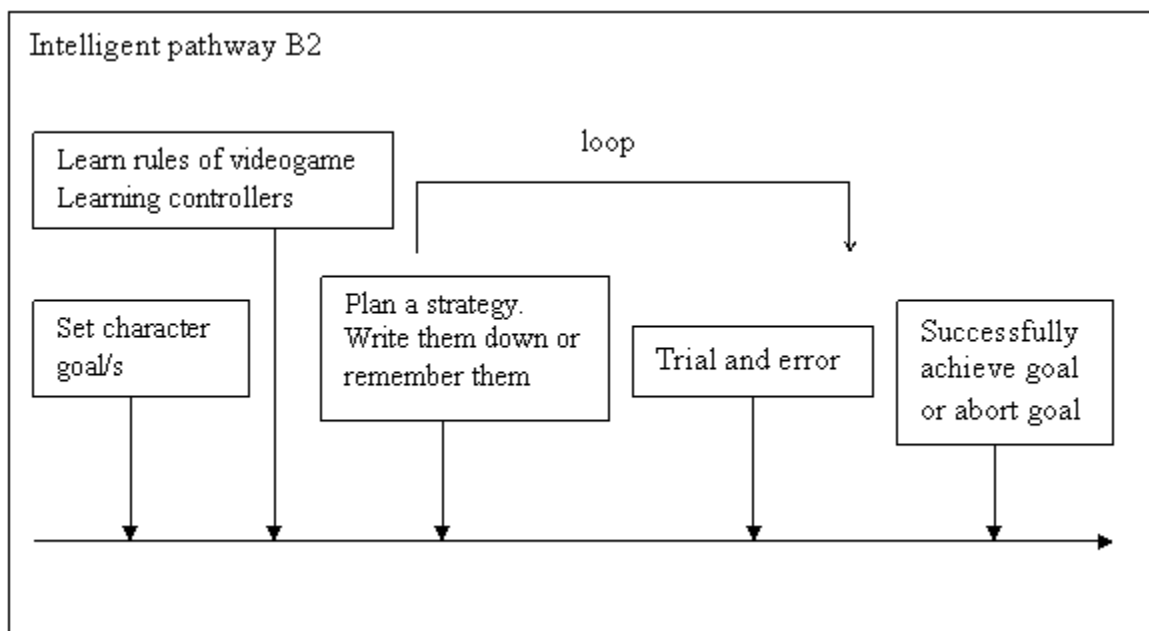 Intelligent pathway B2
loop
Learn rules of videogame
Learning controllers
Set character
goal/s
Plan a strategy.
Write them down or
remember them
Trial and error
Successfully
achieve goal
or abort goal